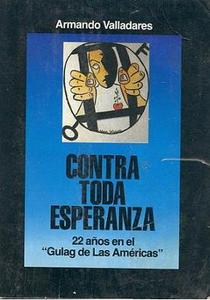 Armando Valladares
CONTRA
TODA
ESPERANZA
22 años en el
"Gulag de Las Américas"